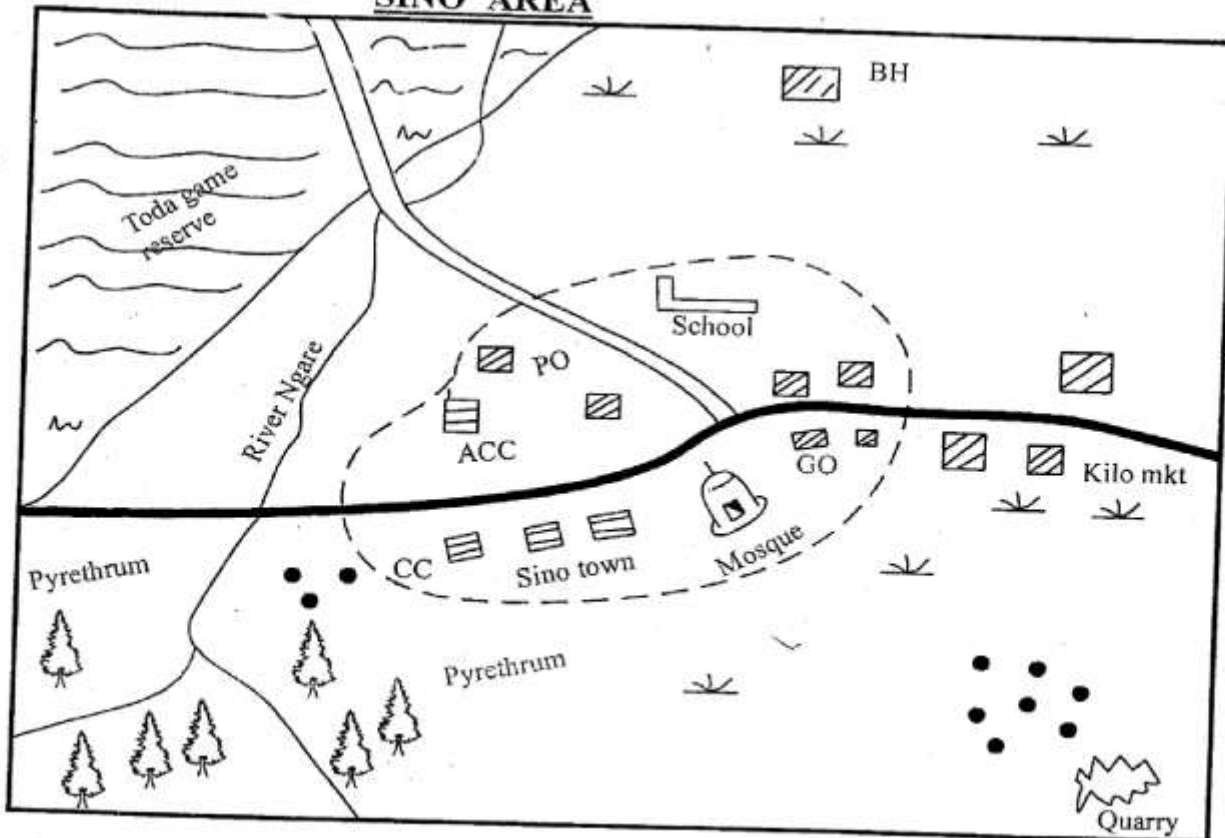 SINO AREA
BH
Toda game
reserve
School
River Ngare
PO
ACC
GO
Kilo mkt
CC
Sino town
Mosque
Pyrethrum
Pyrethrum
Quarry